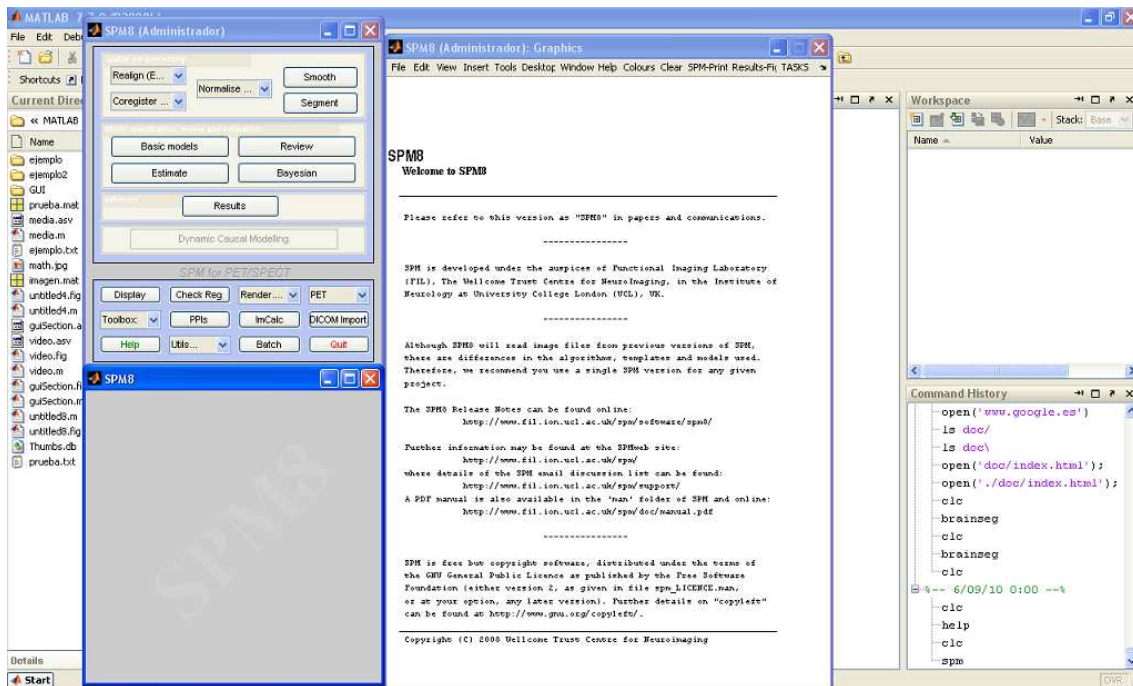 MATLAB
File Edit Deb
Shortcuts
Current Dire
« MATLAB
Name
ejemplo
ejemplo2
GUI
prueba.mat
media.asv
media.m
ejemplo.txt
math.jpg
imagen.mat
untitled4.fig
untitled4.m
guiSection.a
video.asv
video.fig
video.m
guiSection.fi
guiSection.m
untitled8.m
untitled8.fig
Thumbs.db
prueba.txt
Details
Start
SPM8 (Administrador)
Realign (E...
Normalise ...
Smooth
Coregister ...
Segment
Basic models
Review
Estimate
Bayesian
Results
Dynamic Causal Modelling
SPM for PET/SPECT
Display
Check Reg
Render....
PET
Toolbox:
PPIs
ImCalc
DICOM Import
Help
Utils...
Batch
Quit
SPM8
SPM8
SPM8 (Administrador): Graphics
File Edit View Insert Tools Desktop Window Help Colours Clear SPM-Print Results-Fig TASKS
SPM8
Welcome to SPM8
Please refer to this version as "SPM8" in papers and communications.
----------------
SPM is developed under the auspices of Functional Imaging Laboratory
(FIL), The Wellcome Trust Centre for NeuroImaging, in the Institute of
Neurology at University College London (UCL), UK.
----------------
Although SPM8 will read image files from previous versions of SPM,
there are differences in the algorithms, templates and models used.
Therefore, we recommend you use a single SPM version for any given
project.
The SPM8 Release Notes can be found online:
http://www.fil.ion.ucl.ac.uk/spm/software/spm8/
Further information may be found at the SPMweb site:
http://www.fil.ion.ucl.ac.uk/spm/
where details of the SPM email discussion list can be found:
http://www.fil.ion.ucl.ac.uk/spm/support/
A PDF manual is also available in the 'man' folder of SPM and online:
http://www.fil.ion.ucl.ac.uk/spm/doc/manual.pdf
----------------
SPM is free but copyright software, distributed under the terms of
the GNU General Public Licence as published by the Free Software
Foundation (either version 2, as given in file spm_LICENCE.man,
or at your option, any later version). Further details on "copyleft"
can be found at http://www.gnu.org/copyleft/.
Copyright (C) 2008 Wellcome Trust Centre for Neuroimaging
Workspace
Stack: Base
Name
Value
Command History
open('www.google.es')
ls doc/
ls doc\
open('doc/index.html');
open('./doc/index.html');
clc
brainseg
clc
brainseg
clc
%-- 6/09/10 0:00 --%
clc
help
clc
spm
OVR